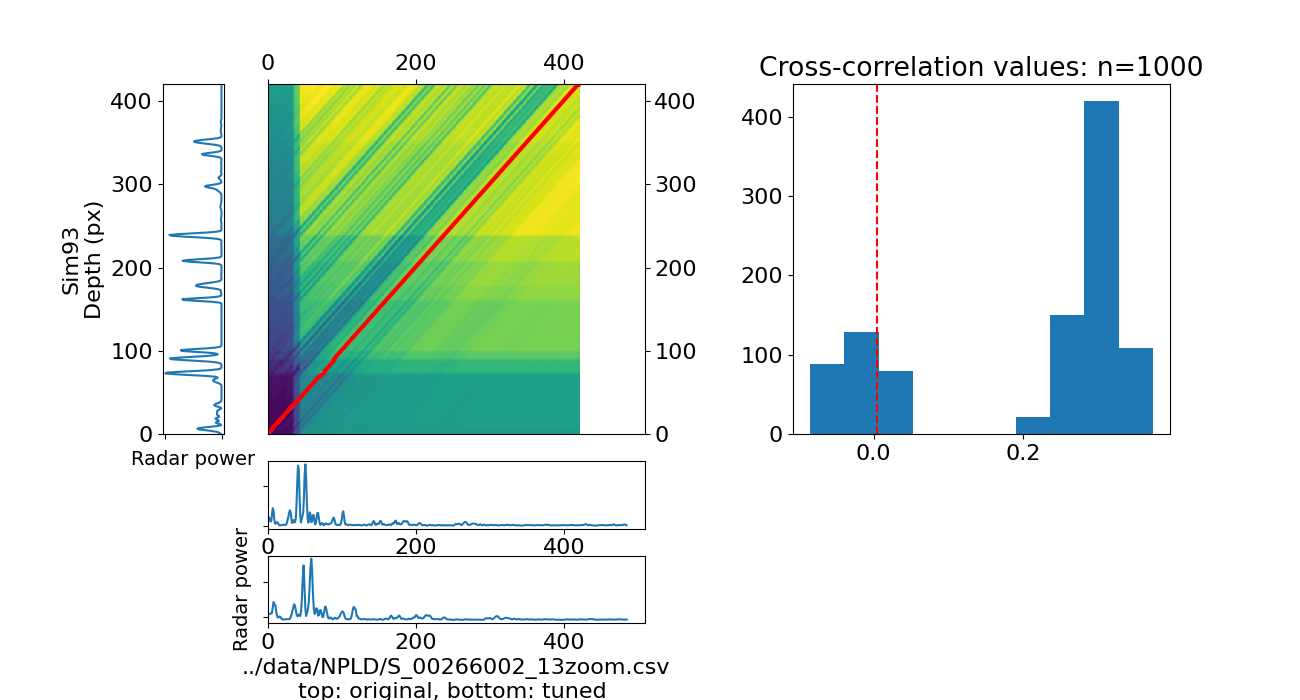 0 200 400
Cross-correlation values: n=1000
400
300
200
100
0
Sim93
Depth (px)
Radar power
400
300
200
100
0
400
300
200
100
0
0.0 0.2
0 200 400
Radar power
0 200 400
../data/NPLD/S_00266002_13zoom.csv
top: original, bottom: tuned